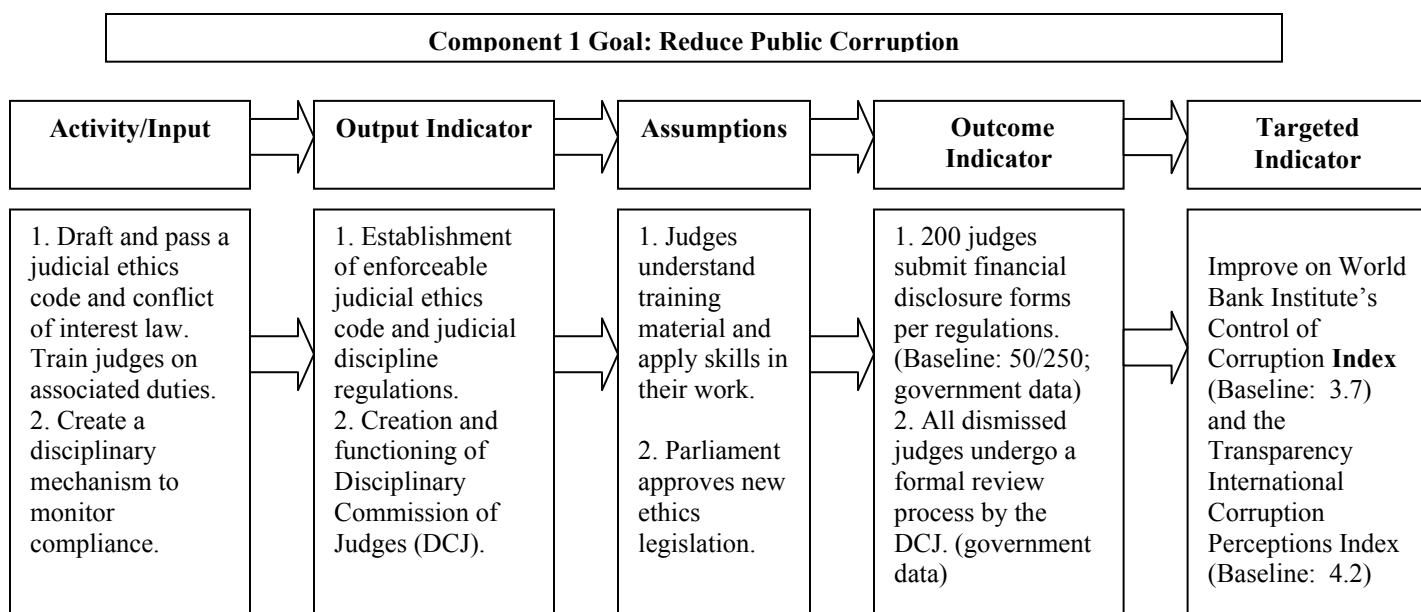 Component 1 Goal: Reduce Public Corruption
Activity/Input
Output Indicator
Assumptions
Outcome
Indicator
Targeted
Indicator
1. Draft and pass a
judicial ethics
code and conflict
of interest law.
Train judges on
associated duties.
2. Create a
disciplinary
mechanism to
monitor
compliance.
1. Establishment
of enforceable
judicial ethics
code and judicial
discipline
regulations.
2. Creation and
functioning of
Disciplinary
Commission of
Judges (DCJ).
1. Judges
understand
training
material and
apply skills in
their work.
2. Parliament
approves new
ethics
legislation.
1. 200 judges
submit financial
disclosure forms
per regulations.
(Baseline: 50/250;
government data)
2. All dismissed
judges undergo a
formal review
process by the
DCJ. (government
data)
Improve on World
Bank Institute’s
Control of
Corruption Index
(Baseline: 3.7)
and the
Transparency
International
Corruption
Perceptions Index
(Baseline: 4.2)